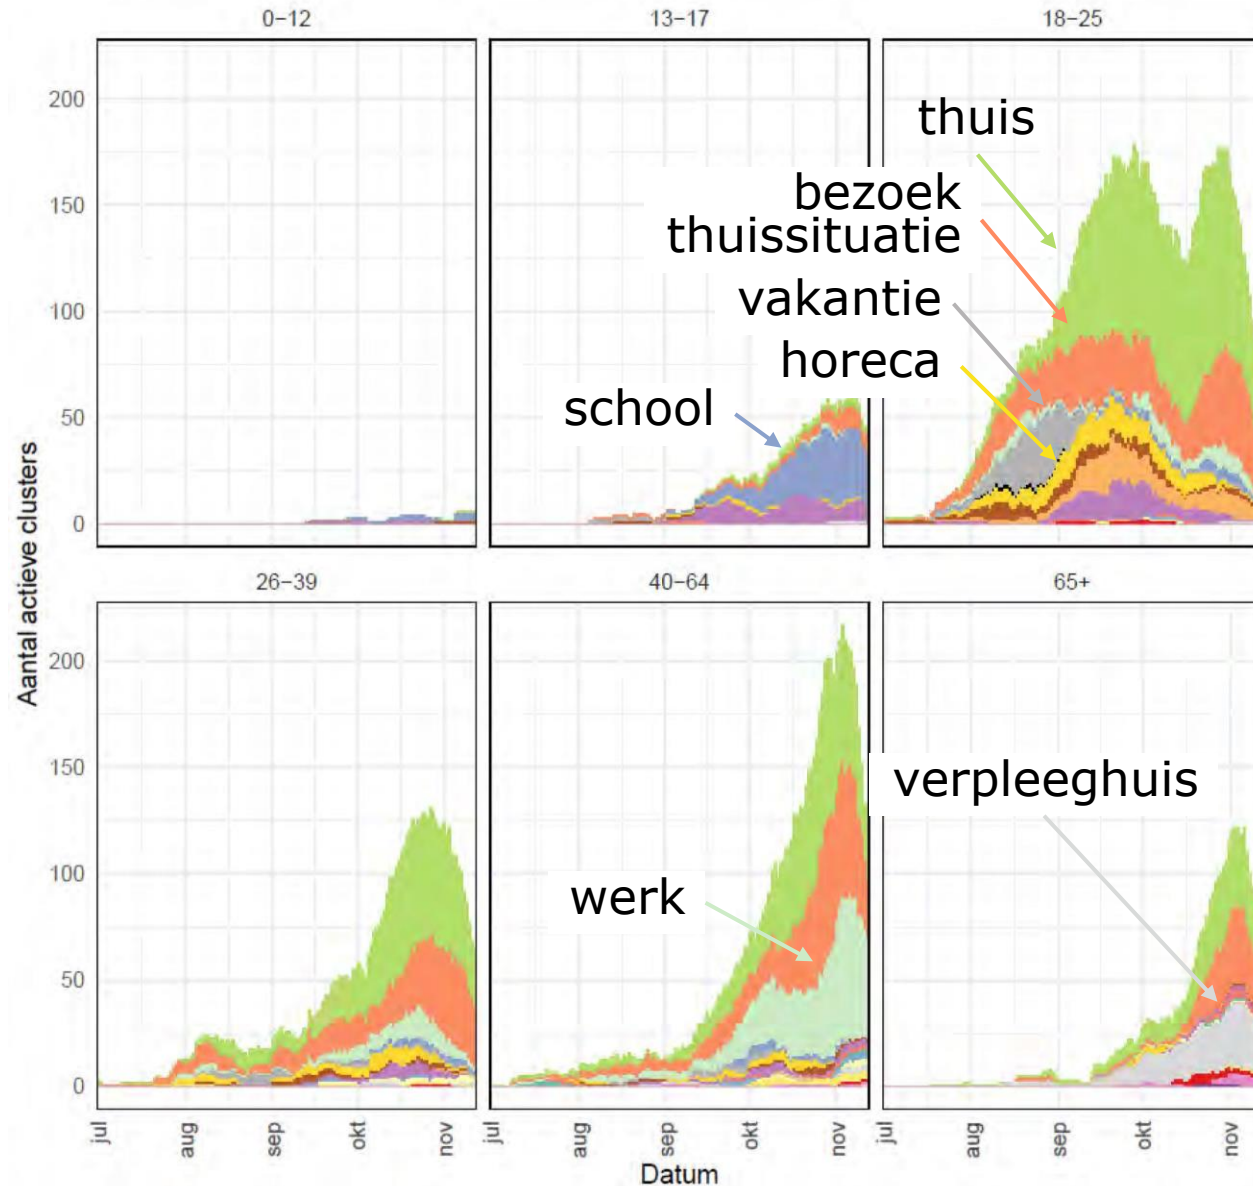 0-12
13-17
18-25
200
150
100
50
0
thuis
bezoek
thuissituatie
vakantie
horeca
school
Aantal actieve clusters
26-39
40-64
65+
200
150
100
50
0
verpleeghuis
werk
jul
aug
sep
okt
nov
jul
aug
sep
okt
nov
jul
aug
sep
okt
nov
Datum